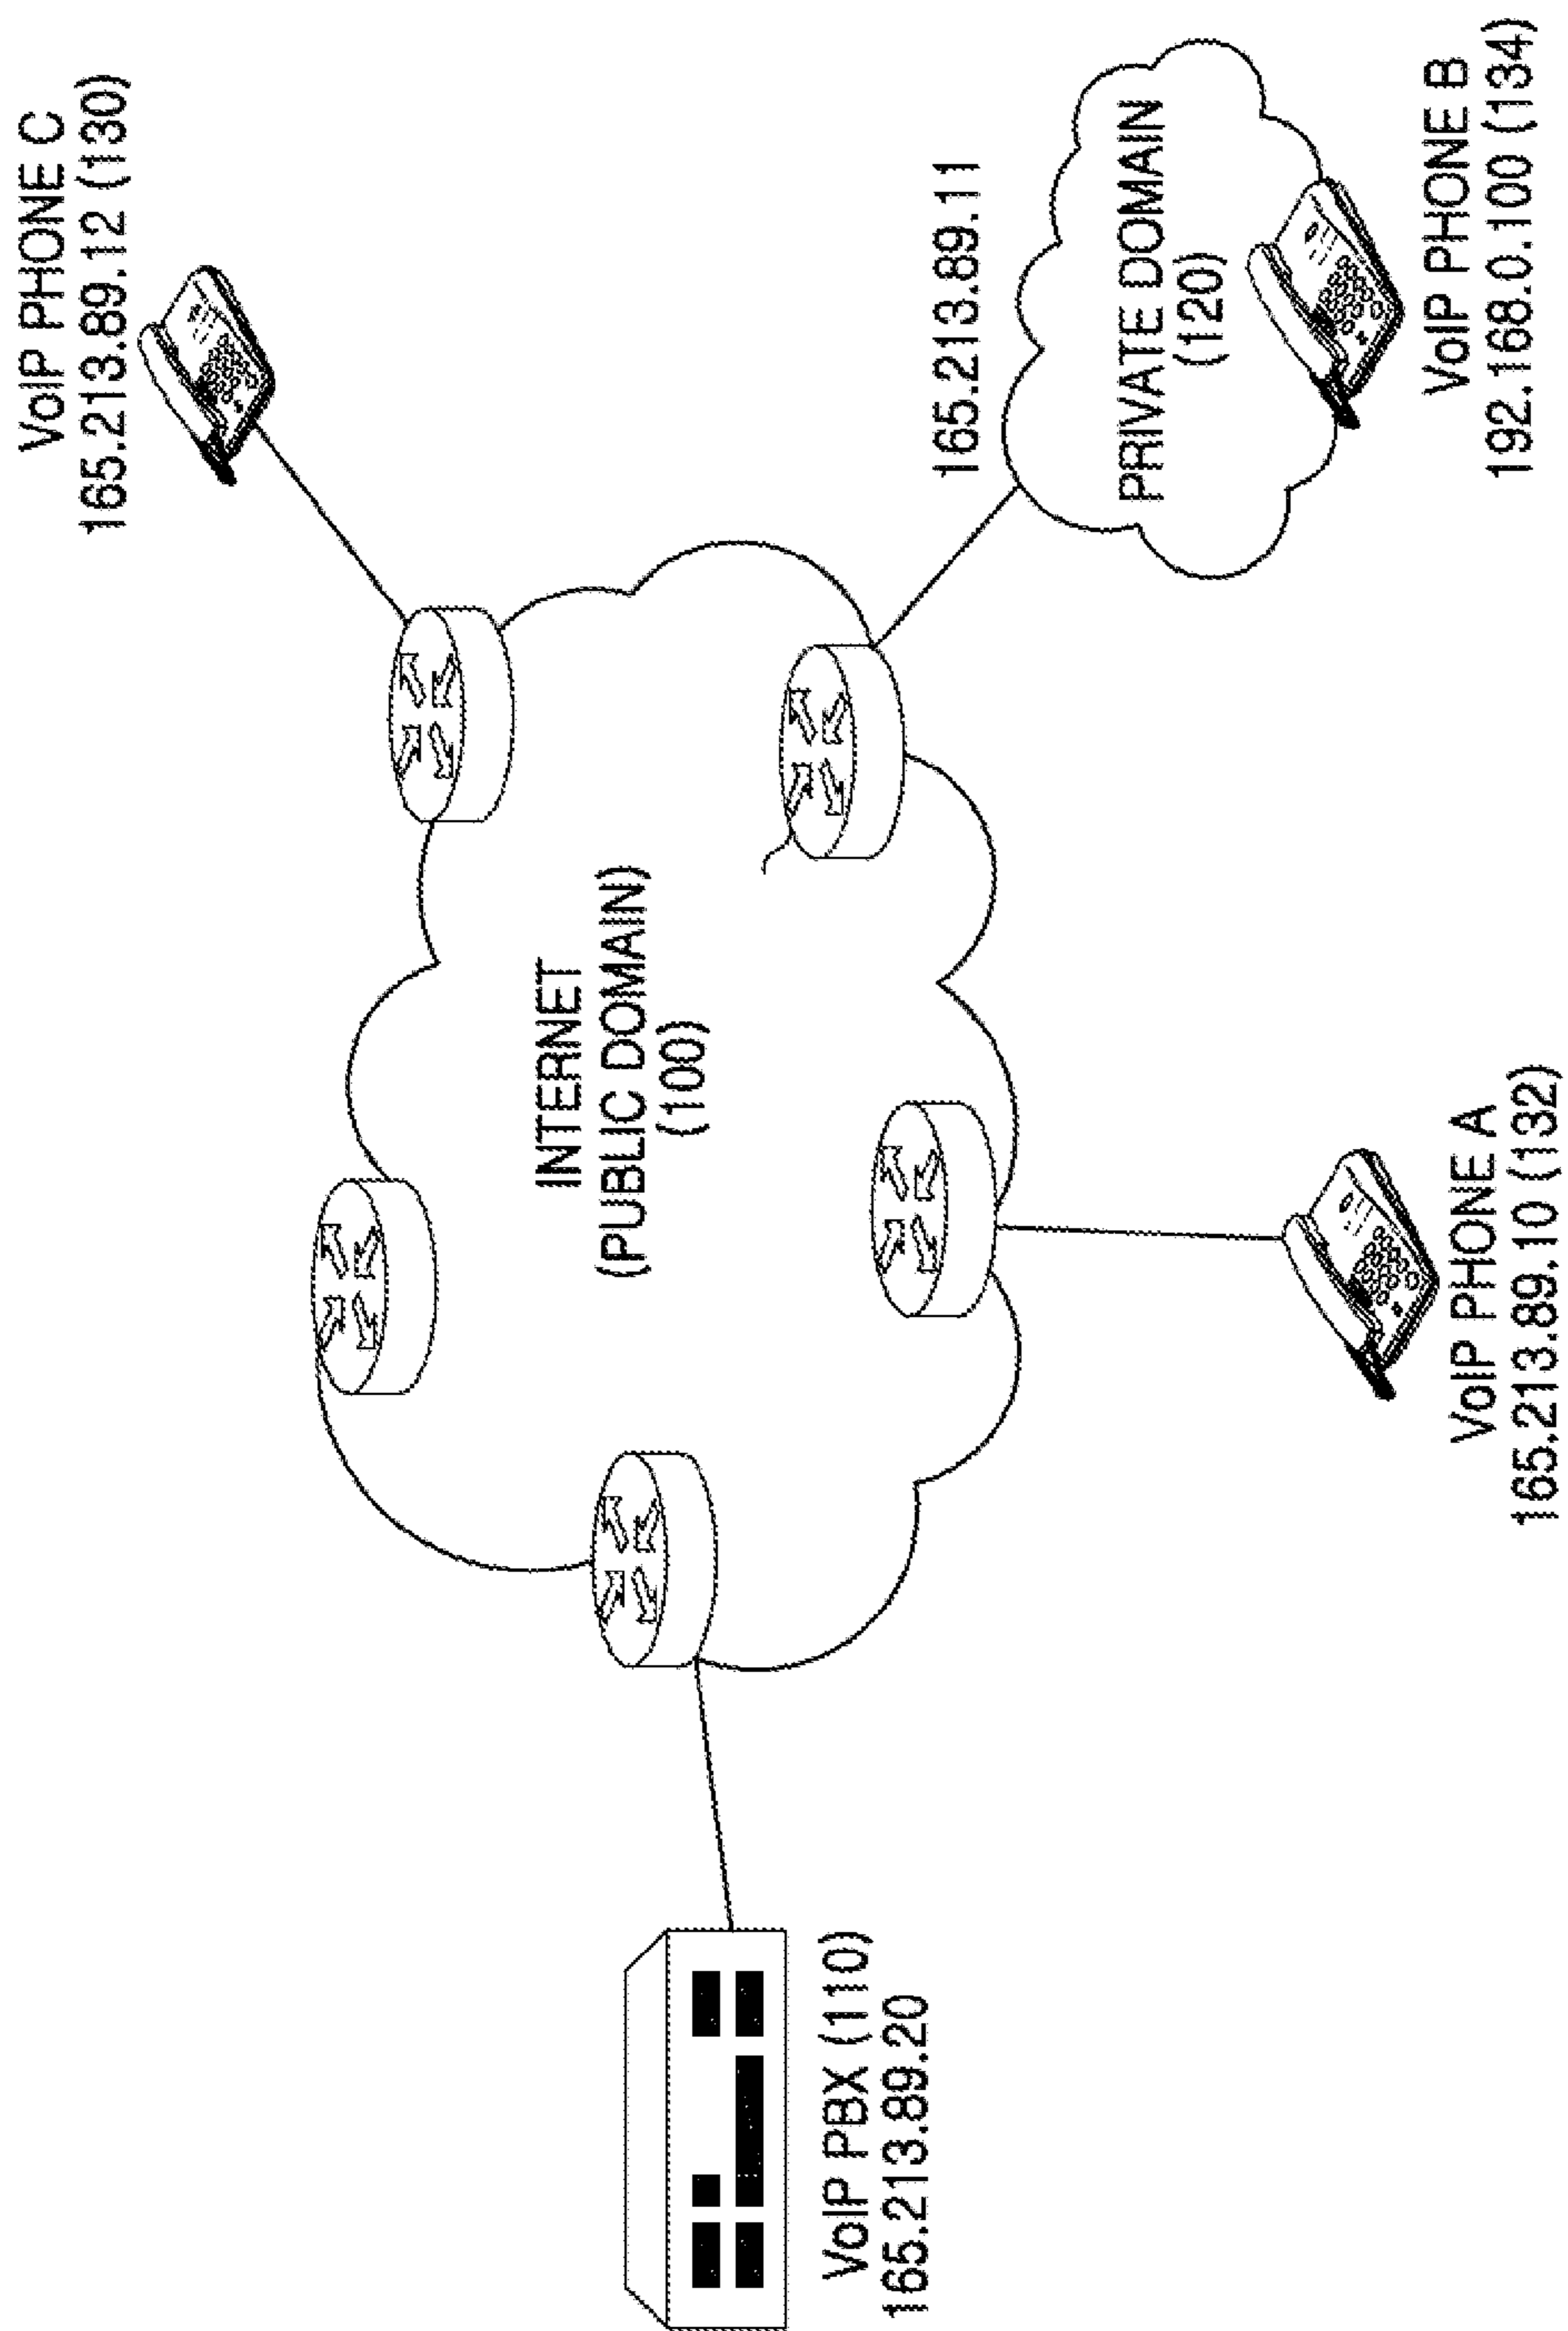 VoIP PHONE C
165.213.89.12 (130)
INTERNET
(PUBLIC DOMAIN)
(100)
165.213.89.11
PRIVATE DOMAIN
(120)
VoIP PBX (110)
165.213.89.20
VoIP PHONE A
165.213.89.10 (132)
VoIP PHONE B
192.168.0.100 (134)